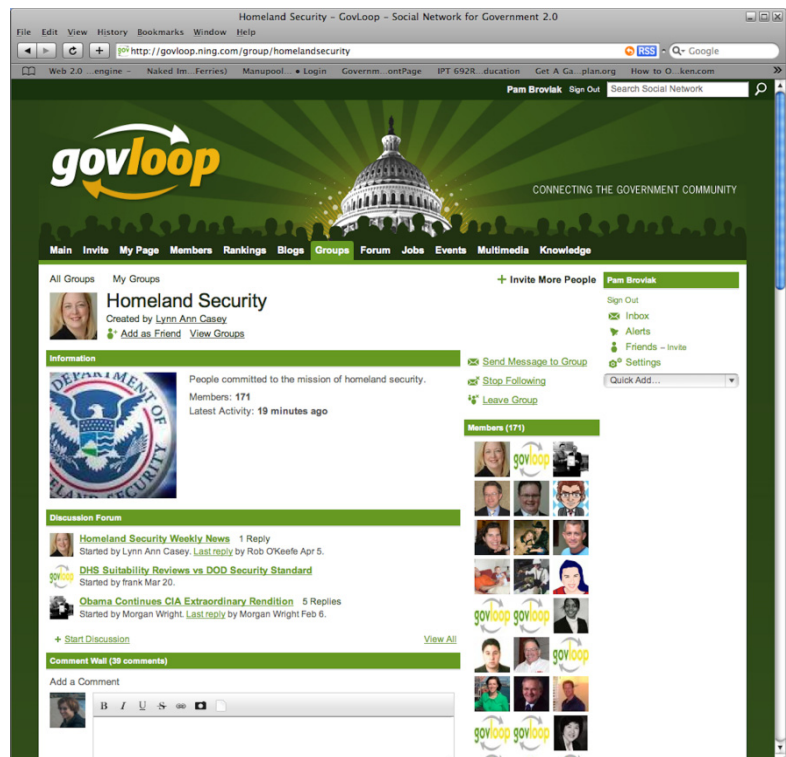 Homeland Security – GovLoop – Social Network for Government 2.0
File Edit View History Bookmarks Window Help
http://govloop.ning.com/group/homelandsecurity RSS Google
Web 2.0 ...engine – Naked Im...Ferries) Manupool... • Login Governm...ontPage IPT 692R...ducation Get A Ga...plan.org How to O...ken.com
Pam Broviak Sign Out Search Social Network
govloop
CONNECTING THE GOVERNMENT COMMUNITY
Main Invite My Page Members Rankings Blogs Groups Forum Jobs Events Multimedia Knowledge
All Groups My Groups + Invite More People
Homeland Security
Created by Lynn Ann Casey
Add as Friend View Groups
Pam Broviak
Sign Out
Inbox
Alerts
Friends – Invite
Settings
Quick Add...
Information
DEPARTMENT OF
HOMELAND SECURITY
People committed to the mission of homeland security.
Members: 171
Latest Activity: 19 minutes ago
Send Message to Group
Stop Following
Leave Group
Members (171)
govloop
govloop govloop
govloop
govloop govloop
Discussion Forum
Homeland Security Weekly News 1 Reply
Started by Lynn Ann Casey. Last reply by Rob O'Keefe Apr 5.
govloop
DHS Suitability Reviews vs DOD Security Standard
Started by frank Mar 20.
Obama Continues CIA Extraordinary Rendition 5 Replies
Started by Morgan Wright. Last reply by Morgan Wright Feb 6.
+ Start Discussion View All
Comment Wall (39 comments)
Add a Comment
B I U S